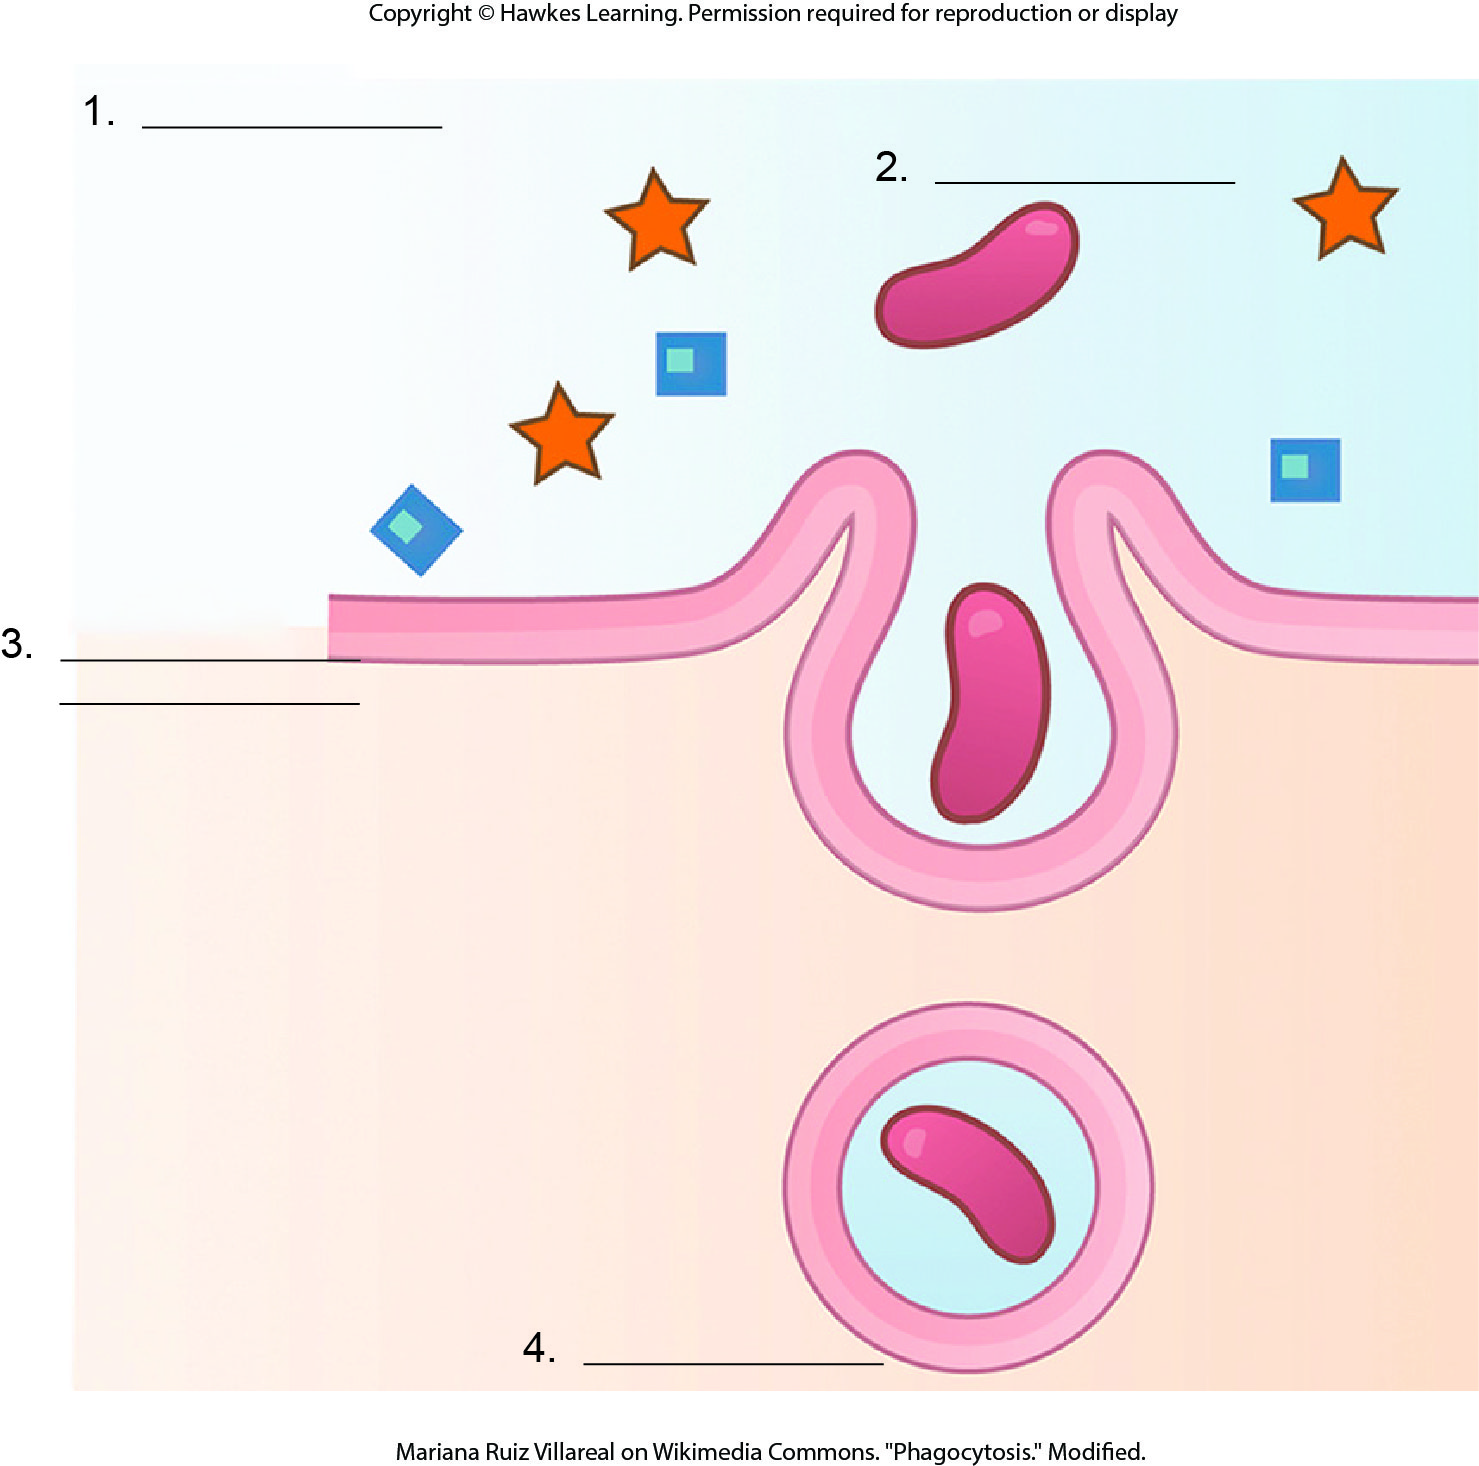 Copyright © Hawkes Learning. Permission required for reproduction or display
1.
2.
3.
4.
Mariana Ruiz Villareal on Wikimedia Commons. "Phagocytosis." Modified.